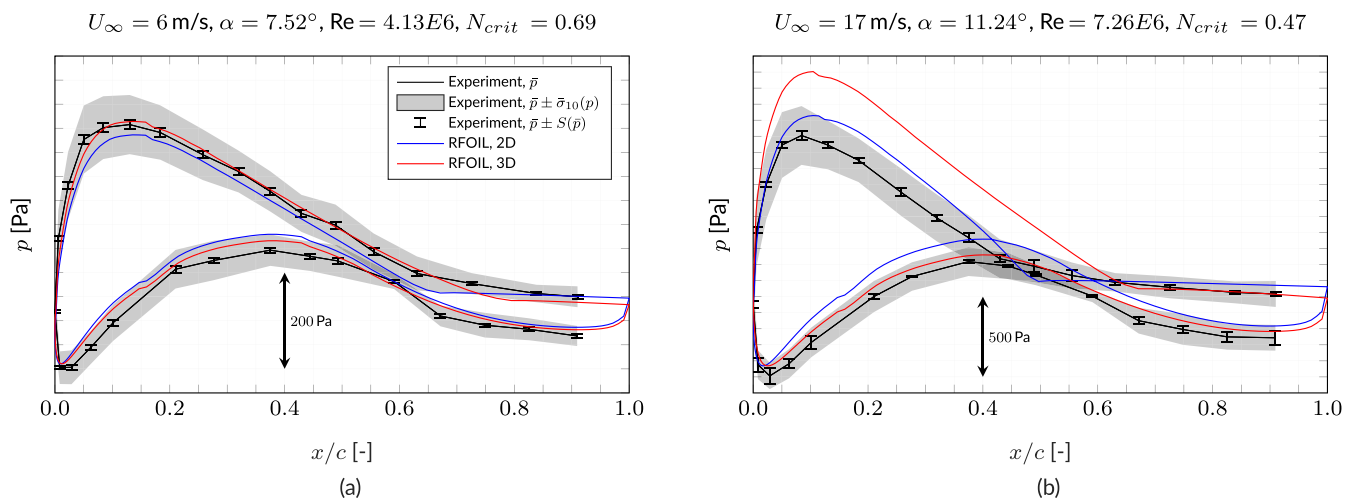 U∞ = 6 m/s, α = 7.52°, Re = 4.13E6, N_crit = 0.69
p [Pa]
Experiment, p̄
Experiment, p̄ ± σ̄₁₀(p)
Experiment, p̄ ± S(p̄)
RFOIL, 2D
RFOIL, 3D
200 Pa
0.0 0.2 0.4 0.6 0.8 1.0
x/c [-]
(a)
U∞ = 17 m/s, α = 11.24°, Re = 7.26E6, N_crit = 0.47
p [Pa]
500 Pa
0.0 0.2 0.4 0.6 0.8 1.0
x/c [-]
(b)